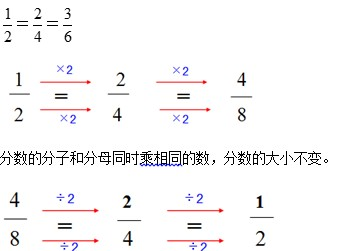 1/2 = 2/4 = 3/6
×2 ×2
1/2 = 2/4 = 4/8
×2 ×2
分数的分子和分母同时乘相同的数，分数的大小不变。
÷2 ÷2
4/8 = 2/4 = 1/2
÷2 ÷2